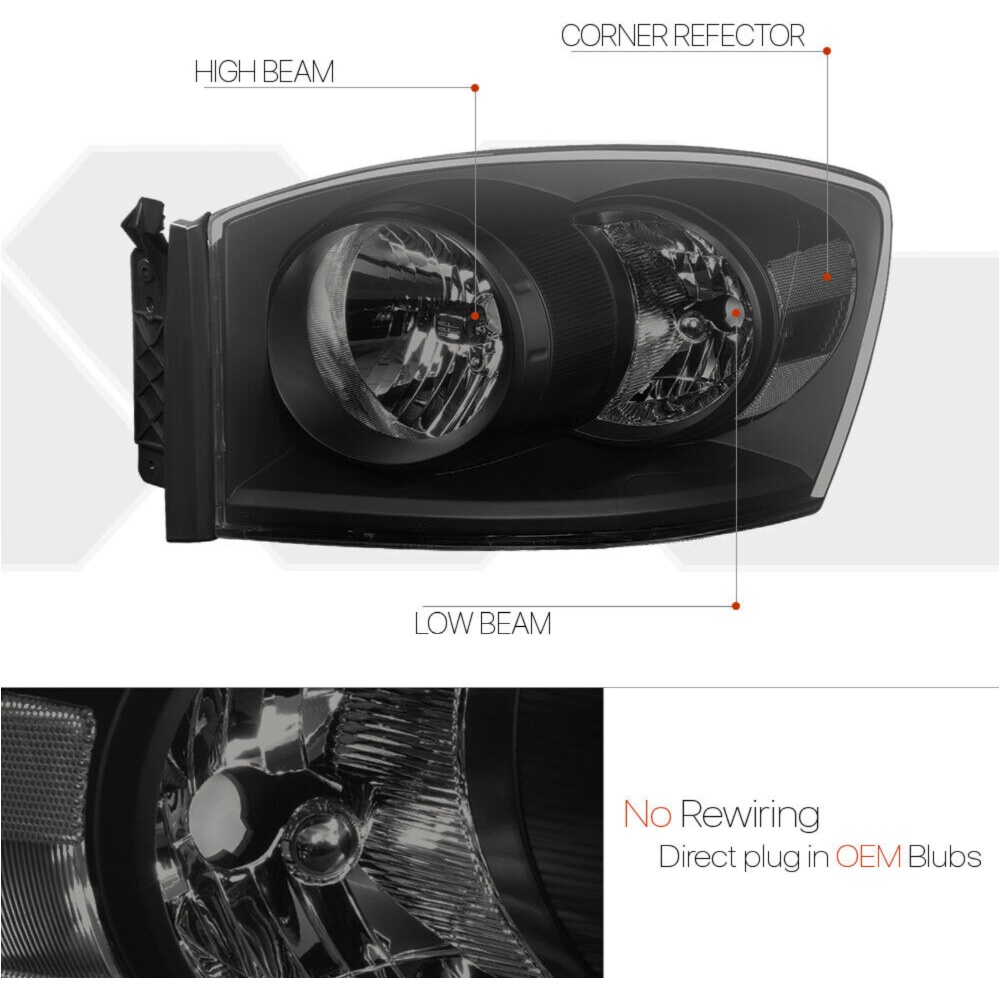 CORNER REFECTOR
HIGH BEAM
LOW BEAM
No Rewiring
Direct plug in OEM Blubs